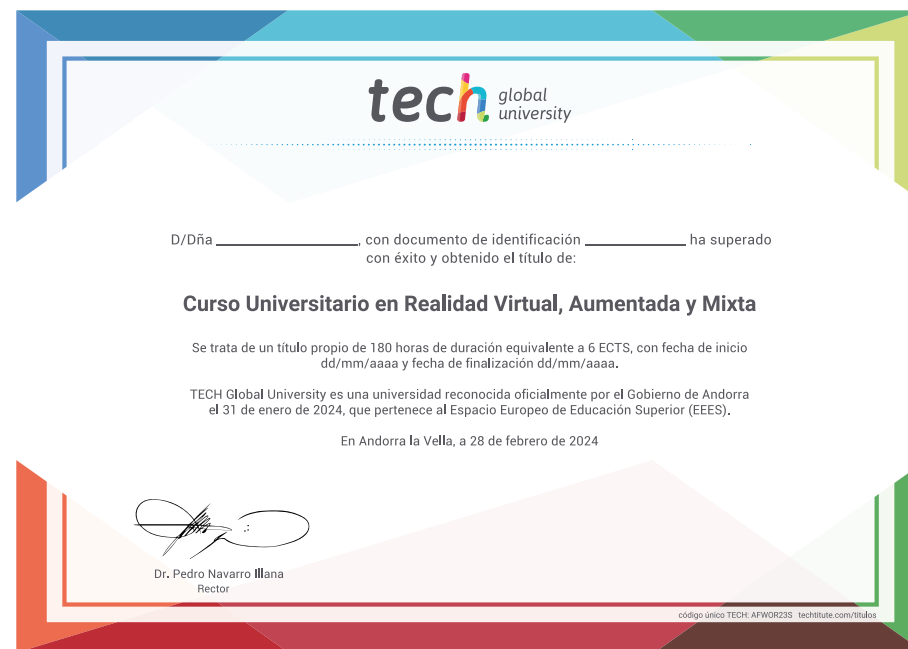 tech global
university
D/Dña ____________________, con documento de identificación ______________ ha superado
con éxito y obtenido el título de:
Curso Universitario en Realidad Virtual, Aumentada y Mixta
Se trata de un título propio de 180 horas de duración equivalente a 6 ECTS, con fecha de inicio
dd/mm/aaaa y fecha de finalización dd/mm/aaaa.
TECH Global University es una universidad reconocida oficialmente por el Gobierno de Andorra
el 31 de enero de 2024, que pertenece al Espacio Europeo de Educación Superior (EEES).
En Andorra la Vella, a 28 de febrero de 2024
Dr. Pedro Navarro Illana
Rector
código único TECH: AFWOR23S techtitute.com/titulos